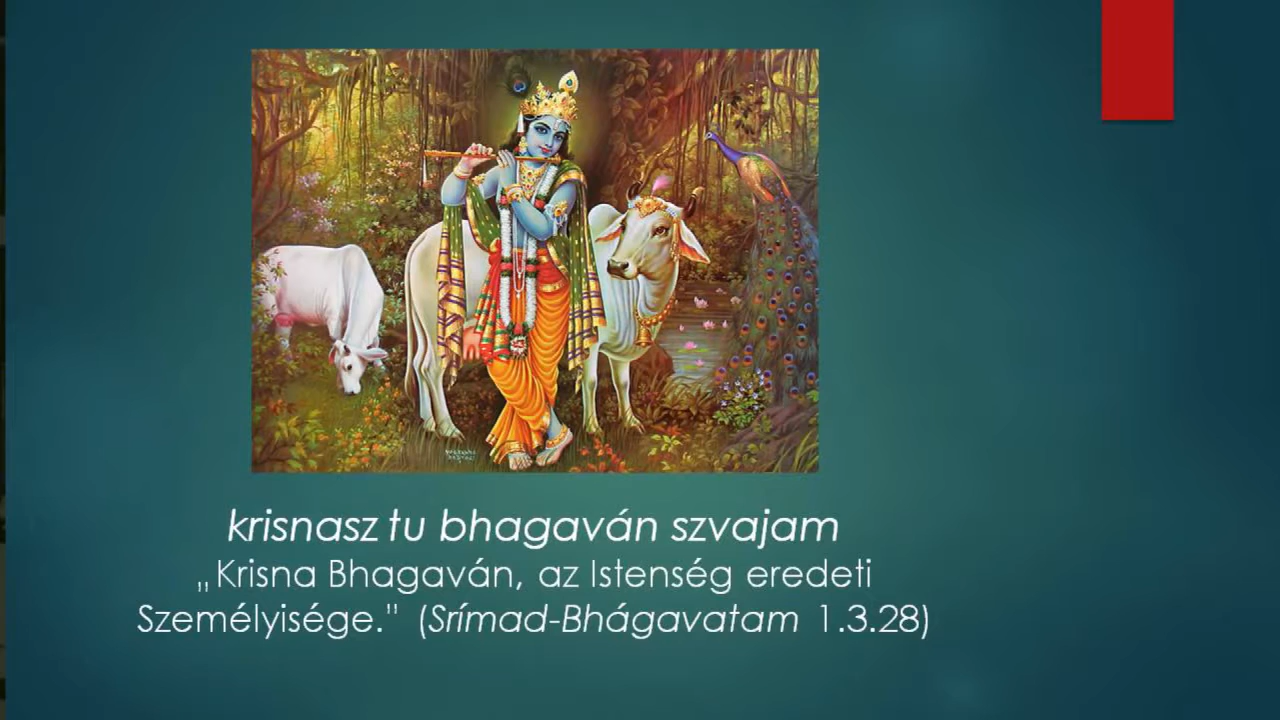 krisnasz tu bhagaván szvajam
„Krisna Bhagaván, az Istenség eredeti
Személyisége.” (Srímad-Bhágavatam 1.3.28)